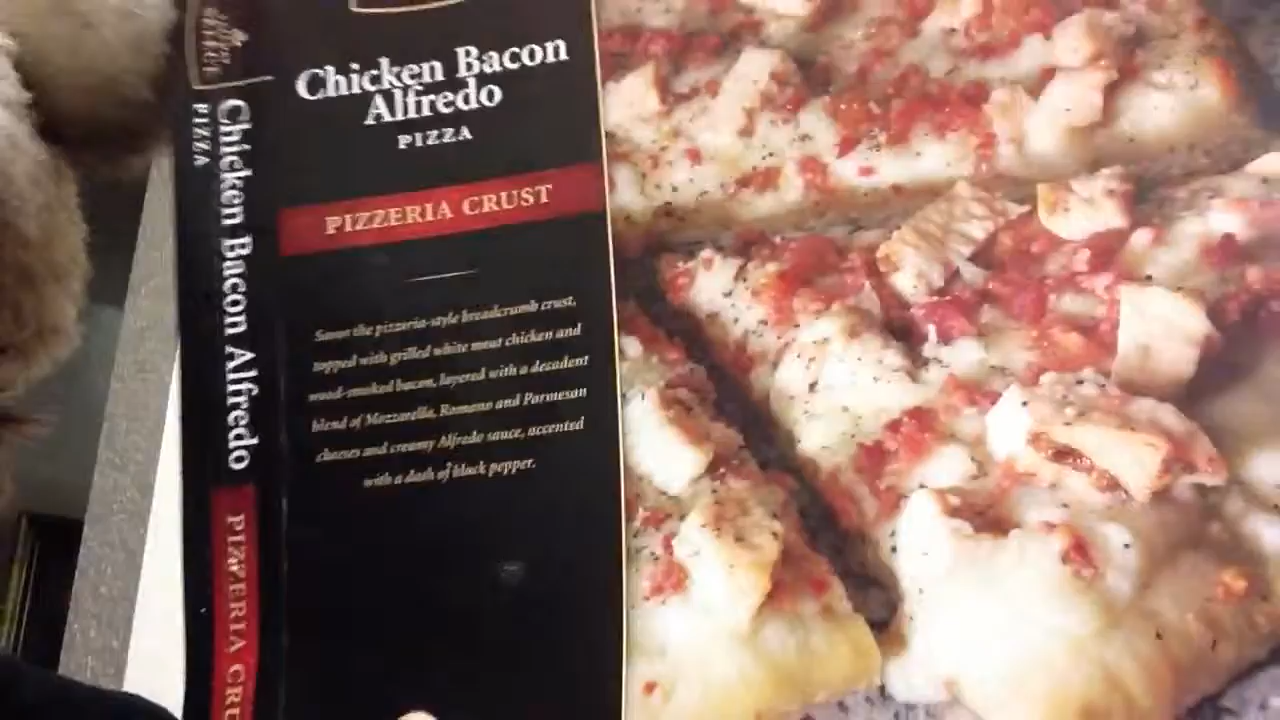 Chicken Bacon
Alfredo
PIZZA
PIZZERIA CRUST
Savor the pizzeria-style breadcrumb crust,
topped with grilled white meat chicken and
wood-smoked bacon, layered with a decadent
blend of Mozzarella, Romano and Parmesan
cheeses and creamy Alfredo sauce, accented
with a dash of black pepper.
Chicken Bacon Alfredo
PIZZA
PIZZERIA CRU